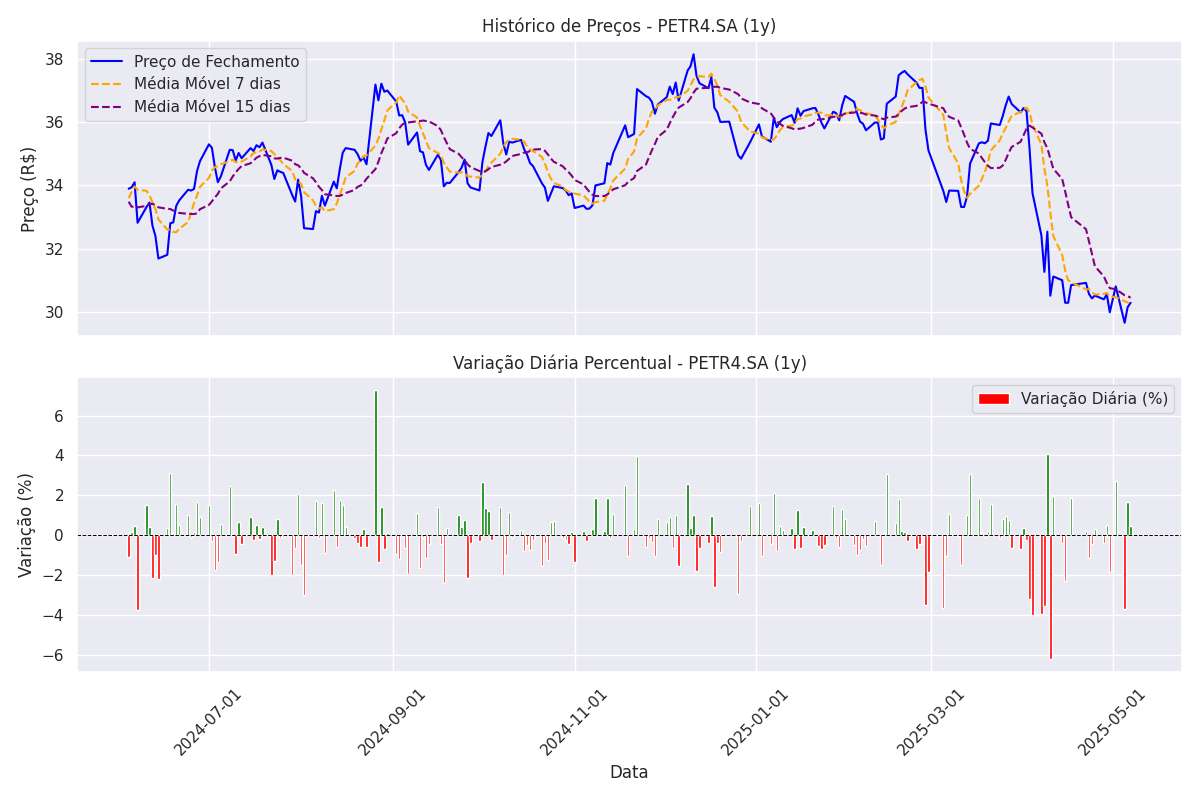 Histórico de Preços - PETR4.SA (1y)
Preço de Fechamento
Média Móvel 7 dias
Média Móvel 15 dias
Preço (R$)
38
36
34
32
30
Variação Diária Percentual - PETR4.SA (1y)
Variação Diária (%)
Variação (%)
6
4
2
0
−2
−4
−6
2024-07-01
2024-09-01
2024-11-01
2025-01-01
2025-03-01
2025-05-01
Data